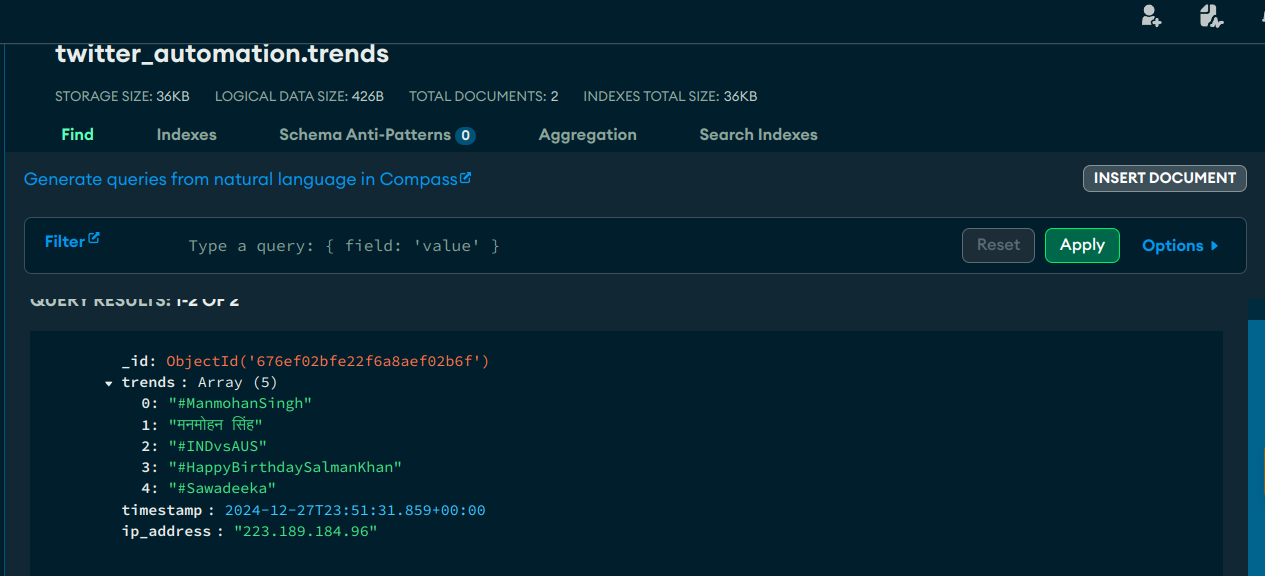 twitter_automation.trends
STORAGE SIZE: 36KB LOGICAL DATA SIZE: 426B TOTAL DOCUMENTS: 2 INDEXES TOTAL SIZE: 36KB
Find Indexes Schema Anti-Patterns 0 Aggregation Search Indexes
Generate queries from natural language in Compass
INSERT DOCUMENT
Filter Type a query: { field: 'value' } Reset Apply Options
QUERY RESULTS: 1-2 OF 2
_id: ObjectId('676ef02bfe22f6a8aef02b6f')
trends : Array (5)
0: "#ManmohanSingh"
1: "मनमोहन सिंह"
2: "#INDvsAUS"
3: "#HappyBirthdaySalmanKhan"
4: "#Sawadeeka"
timestamp : 2024-12-27T23:51:31.859+00:00
ip_address : "223.189.184.96"